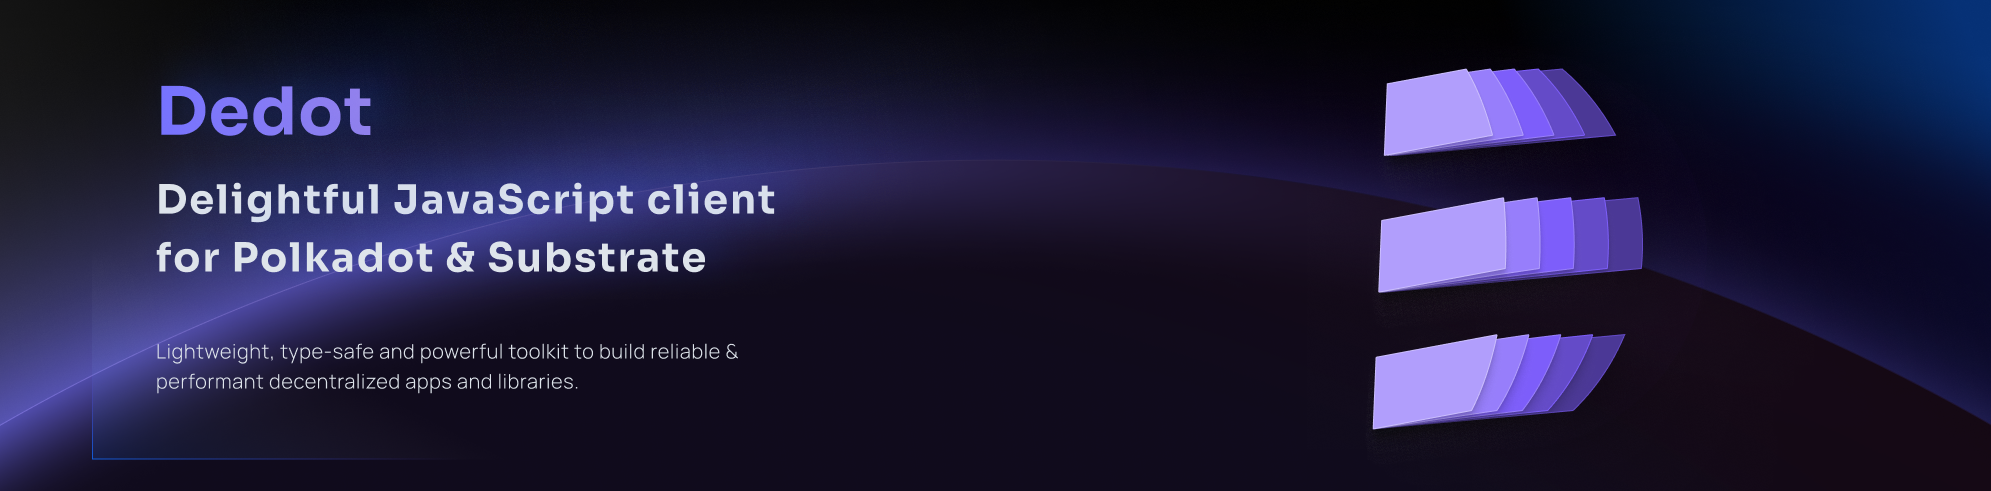 Dedot
Delightful JavaScript client
for Polkadot & Substrate
Lightweight, type-safe and powerful toolkit to build reliable &
performant decentralized apps and libraries.